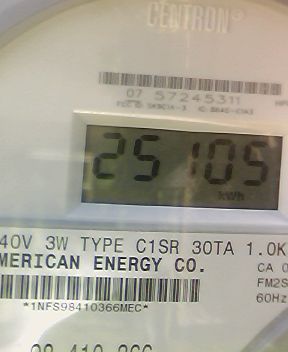 CENTRON®
07 57245311
25105
kWh
40V 3W TYPE C1SR 30TA 1.0K
MERICAN ENERGY CO.
CA 0
FM2S
60Hz
*1NFS98410366MEC*